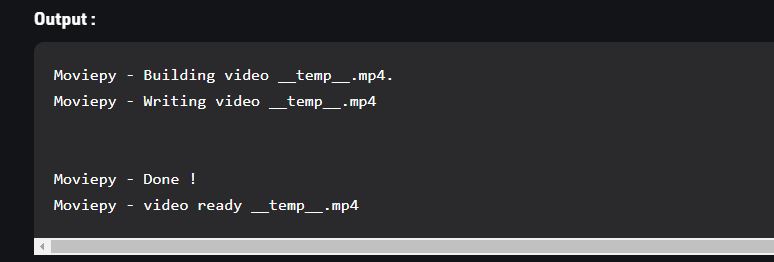 Output :
Moviepy - Building video __temp__.mp4.
Moviepy - Writing video __temp__.mp4
Moviepy - Done !
Moviepy - video ready __temp__.mp4